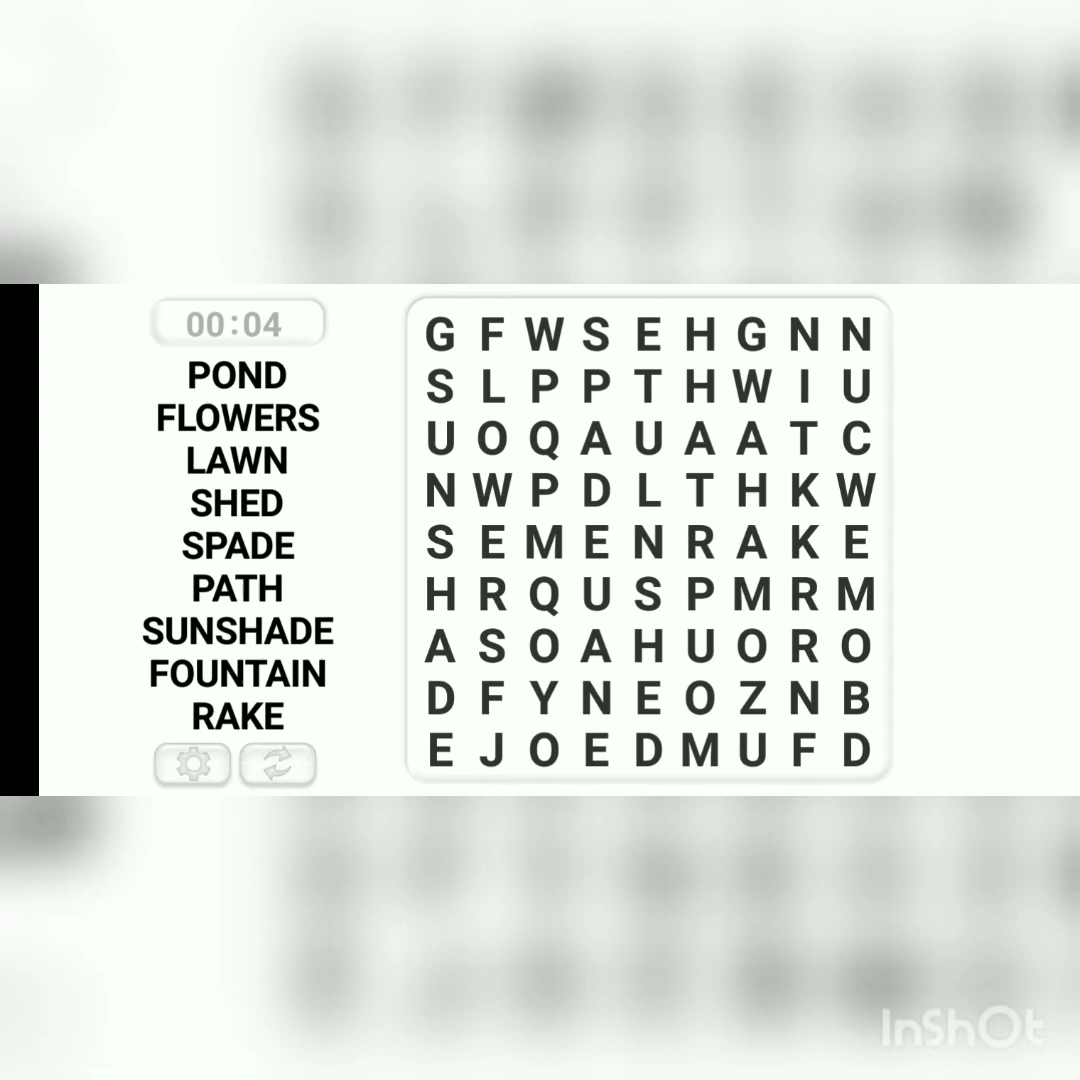 00:04
POND
FLOWERS
LAWN
SHED
SPADE
PATH
SUNSHADE
FOUNTAIN
RAKE
G F W S E H G N N
S L P P T H W I U
U O Q A U A A T C
N W P D L T H K W
S E M E N R A K E
H R Q U S P M R M
A S O A H U O R O
D F Y N E O Z N B
E J O E D M U F D
InShOt